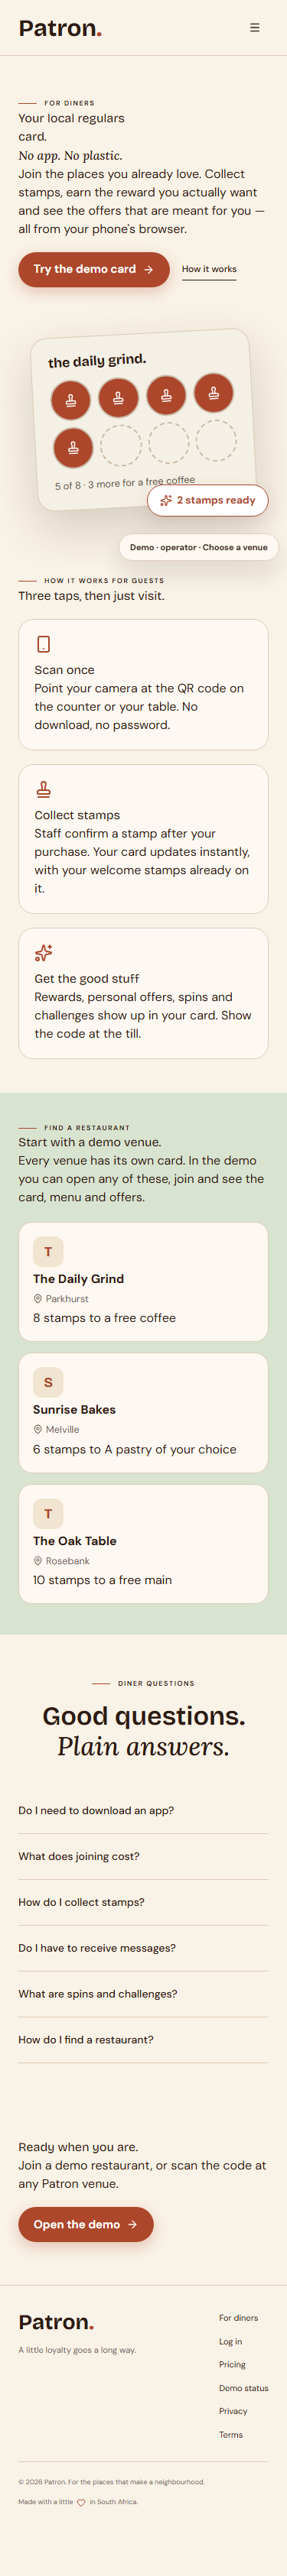 Patron.
FOR DINERS
Your local regulars
card.
No app. No plastic.
Join the places you already love. Collect
stamps, earn the reward you actually want
and see the offers that are meant for you —
all from your phone's browser.
Try the demo card →
How it works
the daily grind.
5 of 8 · 3 more for a free coffee
2 stamps ready
Demo · operator · Choose a venue
HOW IT WORKS FOR GUESTS
Three taps, then just visit.
Scan once
Point your camera at the QR code on
the counter or your table. No
download, no password.
Collect stamps
Staff confirm a stamp after your
purchase. Your card updates instantly,
with your welcome stamps already on
it.
Get the good stuff
Rewards, personal offers, spins and
challenges show up in your card. Show
the code at the till.
FIND A RESTAURANT
Start with a demo venue.
Every venue has its own card. In the demo
you can open any of these, join and see the
card, menu and offers.
T
The Daily Grind
Parkhurst
8 stamps to a free coffee
S
Sunrise Bakes
Melville
6 stamps to A pastry of your choice
T
The Oak Table
Rosebank
10 stamps to a free main
DINER QUESTIONS
Good questions.
Plain answers.
Do I need to download an app?
What does joining cost?
How do I collect stamps?
Do I have to receive messages?
What are spins and challenges?
How do I find a restaurant?
Ready when you are.
Join a demo restaurant, or scan the code at
any Patron venue.
Open the demo →
Patron.
A little loyalty goes a long way.
For diners
Log in
Pricing
Demo status
Privacy
Terms
© 2026 Patron. For the places that make a neighbourhood.
Made with a little ♡ in South Africa.